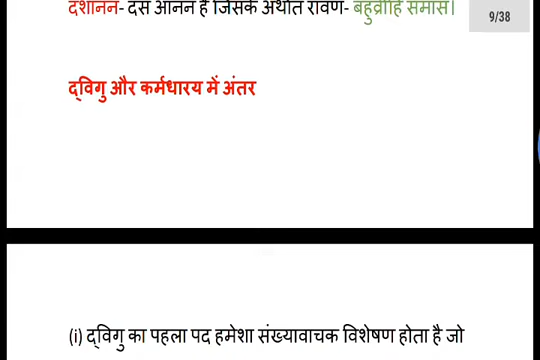 दशानन- दस आनन हैं जिसके अर्थात रावण- बहुव्रीहि समास।
9/38
द्विगु और कर्मधारय में अंतर
(i) द्विगु का पहला पद हमेशा संख्यावाचक विशेषण होता है जो